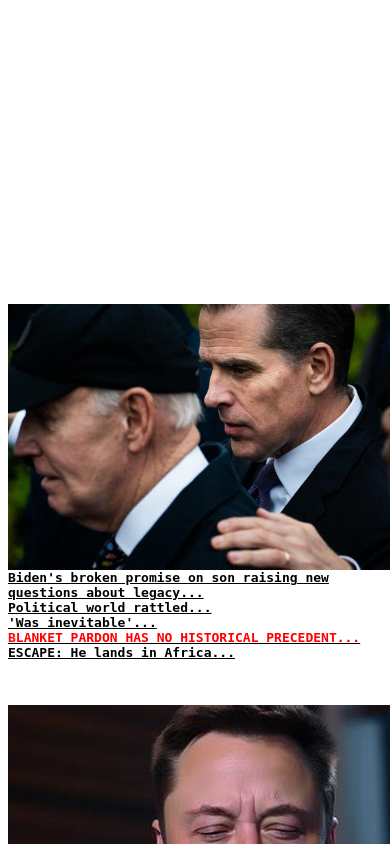 Biden's broken promise on son raising new
questions about legacy...
Political world rattled...
'Was inevitable'...
BLANKET PARDON HAS NO HISTORICAL PRECEDENT...
ESCAPE: He lands in Africa...